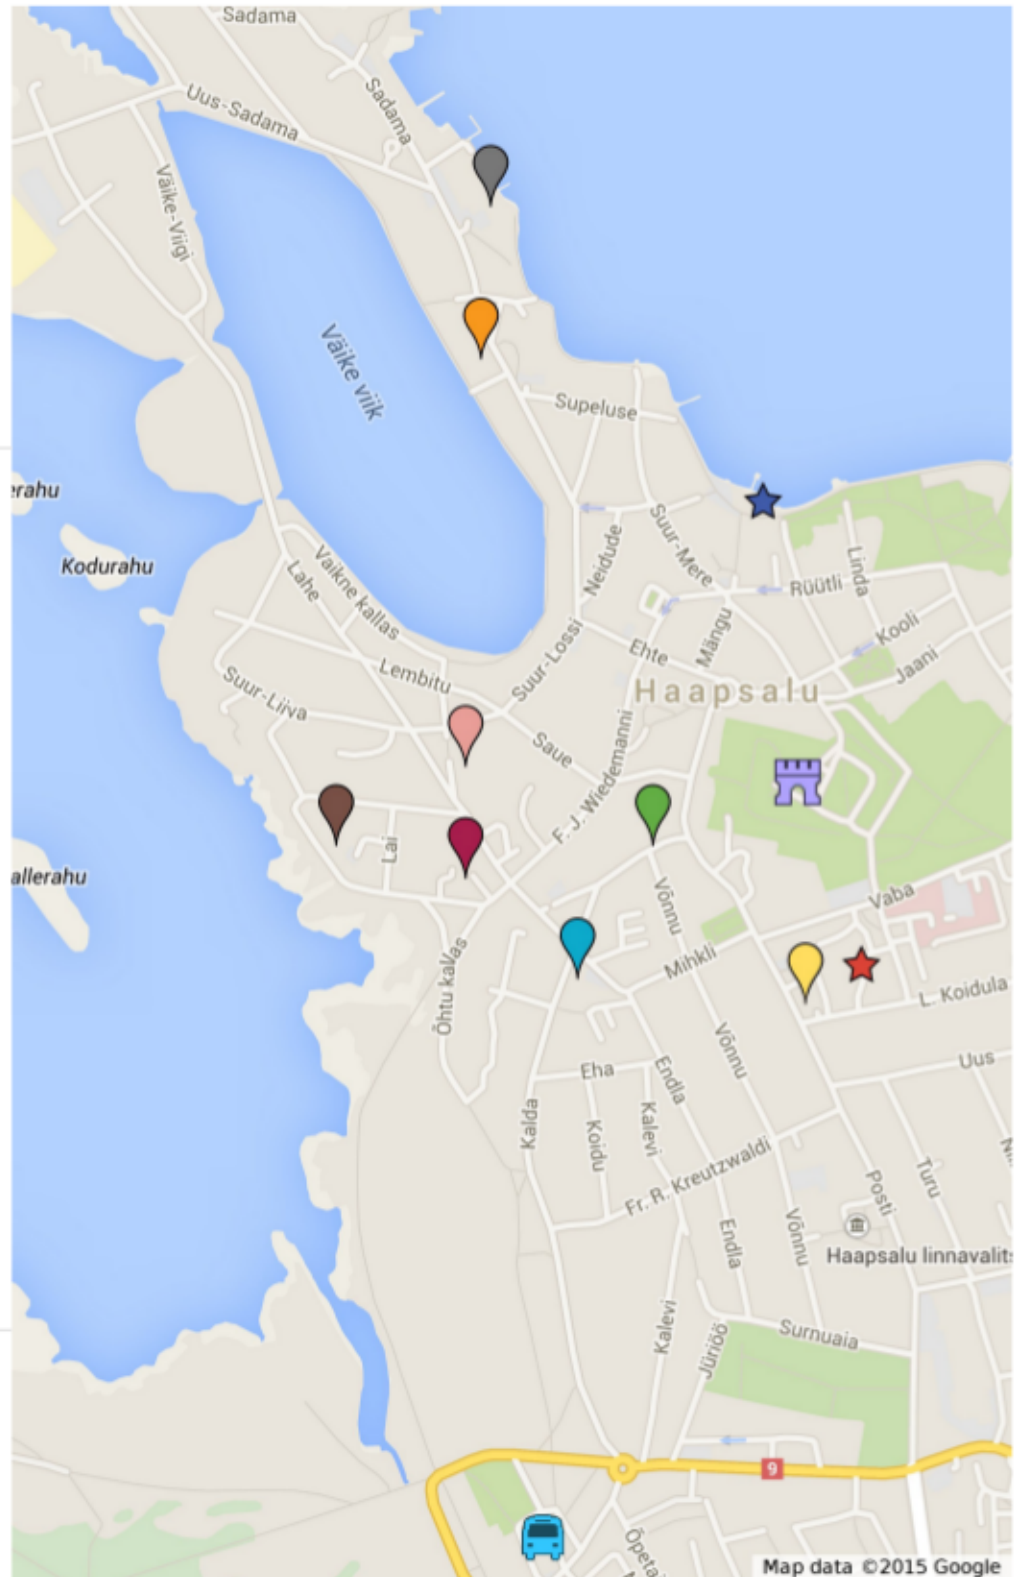 Sadama
Sadama
Uus-Sadama
Väike-Viigi
Väike viik
Supeluse
erahu
Kodurahu
Suur-Mere
Neidude
Linda
Rüütli
Vaikne kallas
Lahe
Kooli
Mängu
Ehte
Jaani
Suur-Lossi
Lembitu
Haapsalu
Suur-Liiva
Saue
F. J. Wiedemanni
Lai
allerahu
Vaba
Võnnu
Mihkli
Õhtu kallas
L. Koidula
Võnnu
Uus
Eha
Endla
Kalda
Kalevi
Koidu
Fr. R. Kreutzwaldi
Posti
Turu
Võnnu
Endla
Haapsalu linnavalits
Kalevi
Jüriöö
Surnuaia
9
Õpetaj
Map data ©2015 Google